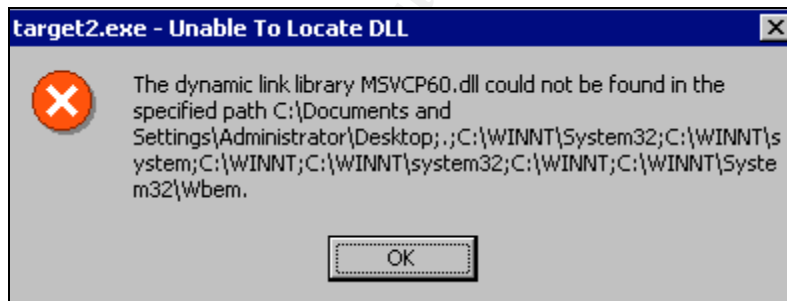 target2.exe - Unable To Locate DLL
The dynamic link library MSVCP60.dll could not be found in the
specified path C:\Documents and
Settings\Administrator\Desktop;.;C:\WINNT\System32;C:\WINNT\s
ystem;C:\WINNT;C:\WINNT\system32;C:\WINNT;C:\WINNT\Syste
m32\Wbem.
OK